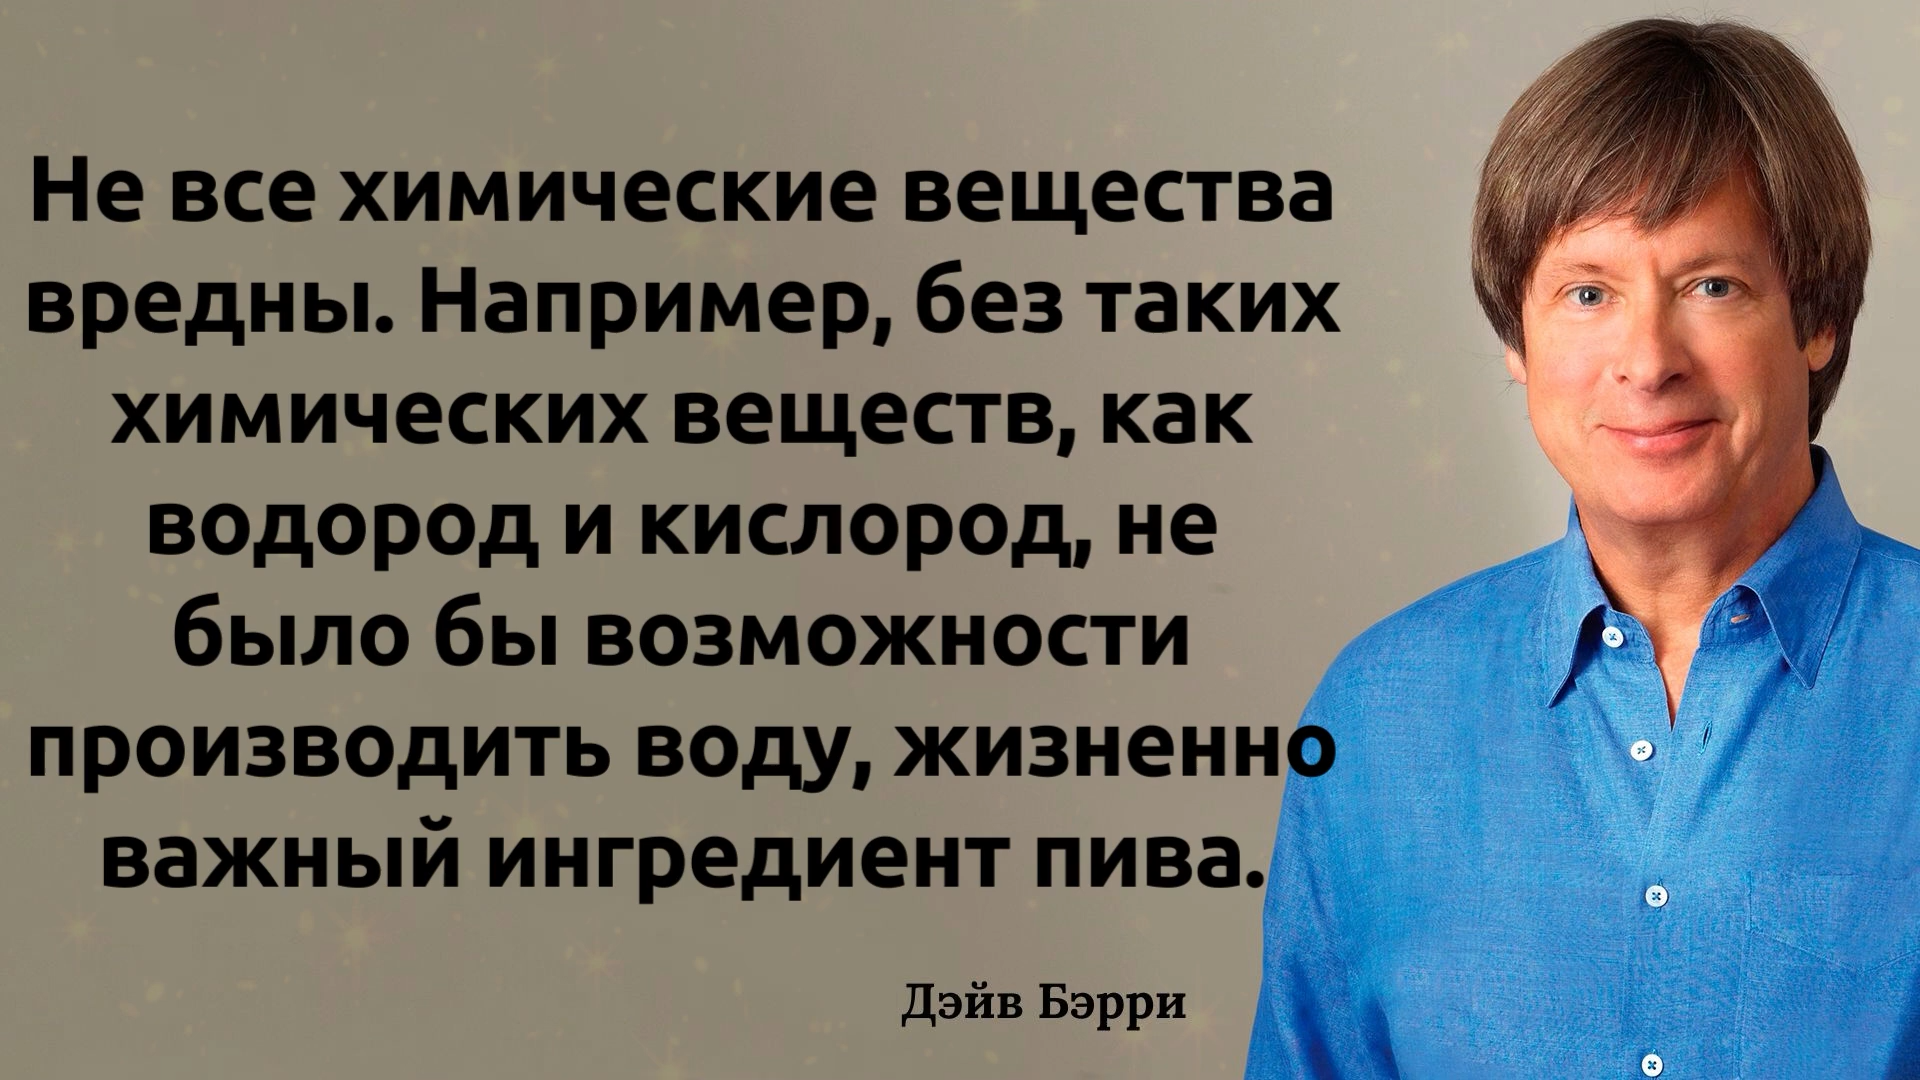 Не все химические вещества
вредны. Например, без таких
химических веществ, как
водород и кислород, не
было бы возможности
производить воду, жизненно
важный ингредиент пива.
Дэйв Бэрри